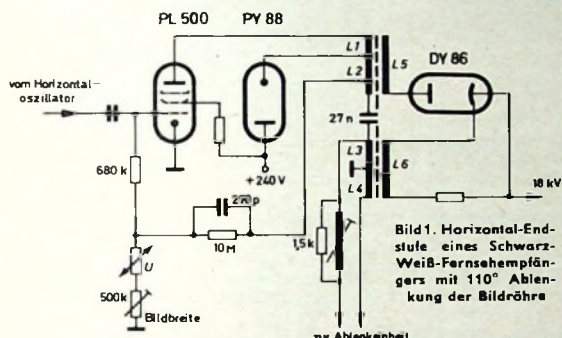 PL 500
PY 88
vom Horizontal-
oszillator
L1
L2
L5
DY 86
27 n
680 k
+240 V
L3
L6
L4
18 kV
270 p
10 M
1,5 k
U
500k
Bildbreite
zur Ablenkeinheit
Bild 1. Horizontal-End-
stufe eines Schwarz-
Weiß-Fernsehempfän-
gers mit 110° Ablen-
kung der Bildröhre